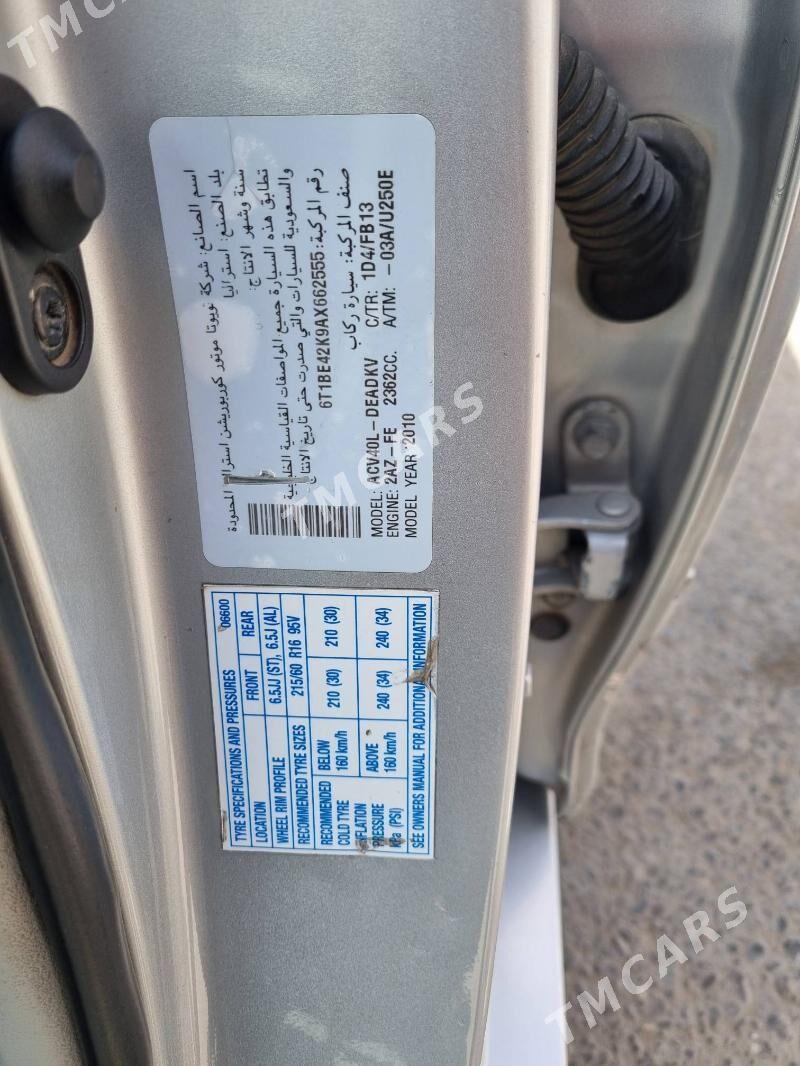 اسم الصانع: شركة تويوتا موتور كوربوريشن استراليا المحدودة
بلد الصنع: استراليا
سنة وشهر الانتاج:
تطابق هذه السيارة جميع المواصفات القياسية الخليجية
والسعودية للسيارات والتي صدرت حتى تاريخ الانتاج
رقم المركبة: 6T1BE42K9AX662555
صنف المركبة: سيارة ركاب
MODEL: ACV40L-DEADKV C/TR: 1D4/FB13
ENGINE: 2AZ-FE 2362CC. A/TM: -03A/U250E
MODEL YEAR :2010
TYRE SPECIFICATIONS AND PRESSURES 06600
LOCATION FRONT REAR
WHEEL RIM PROFILE 6.5JJ (ST), 6.5J (AL)
RECOMMENDED TYRE SIZES 215/60 R16 95V
RECOMMENDED COLD TYRE INFLATION PRESSURE kPa (PSI)
BELOW 160 km/h 210 (30) 210 (30)
ABOVE 160 km/h 240 (34) 240 (34)
SEE OWNERS MANUAL FOR ADDITIONAL INFORMATION
TMCARS
TMCARS
TMCARS